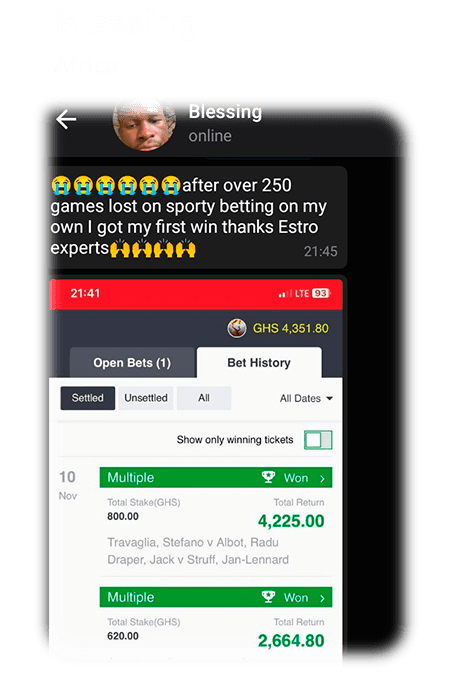 Blessing
online
😭😭😭😭😭😭after over 250
games lost on sporty betting on my
own I got my first win thanks Estro
experts🙌🙌🙌🙌
21:45
21:41
LTE 93
GHS 4,351.80
Open Bets (1) Bet History
Settled Unsettled All All Dates
Show only winning tickets
10 Multiple Won
Nov
Total Stake(GHS) Total Return
800.00 4,225.00
Travaglia, Stefano v Albot, Radu
Draper, Jack v Struff, Jan-Lennard
Multiple Won
Total Stake(GHS) Total Return
620.00 2,664.80